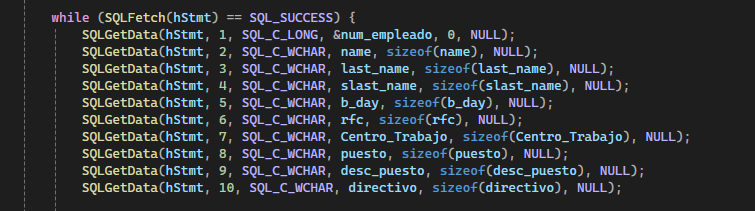 while (SQLFetch(hStmt) == SQL_SUCCESS) {
SQLGetData(hStmt, 1, SQL_C_LONG, &num_empleado, 0, NULL);
SQLGetData(hStmt, 2, SQL_C_WCHAR, name, sizeof(name), NULL);
SQLGetData(hStmt, 3, SQL_C_WCHAR, last_name, sizeof(last_name), NULL);
SQLGetData(hStmt, 4, SQL_C_WCHAR, slast_name, sizeof(slast_name), NULL);
SQLGetData(hStmt, 5, SQL_C_WCHAR, b_day, sizeof(b_day), NULL);
SQLGetData(hStmt, 6, SQL_C_WCHAR, rfc, sizeof(rfc), NULL);
SQLGetData(hStmt, 7, SQL_C_WCHAR, Centro_Trabajo, sizeof(Centro_Trabajo), NULL);
SQLGetData(hStmt, 8, SQL_C_WCHAR, puesto, sizeof(puesto), NULL);
SQLGetData(hStmt, 9, SQL_C_WCHAR, desc_puesto, sizeof(desc_puesto), NULL);
SQLGetData(hStmt, 10, SQL_C_WCHAR, directivo, sizeof(directivo), NULL);